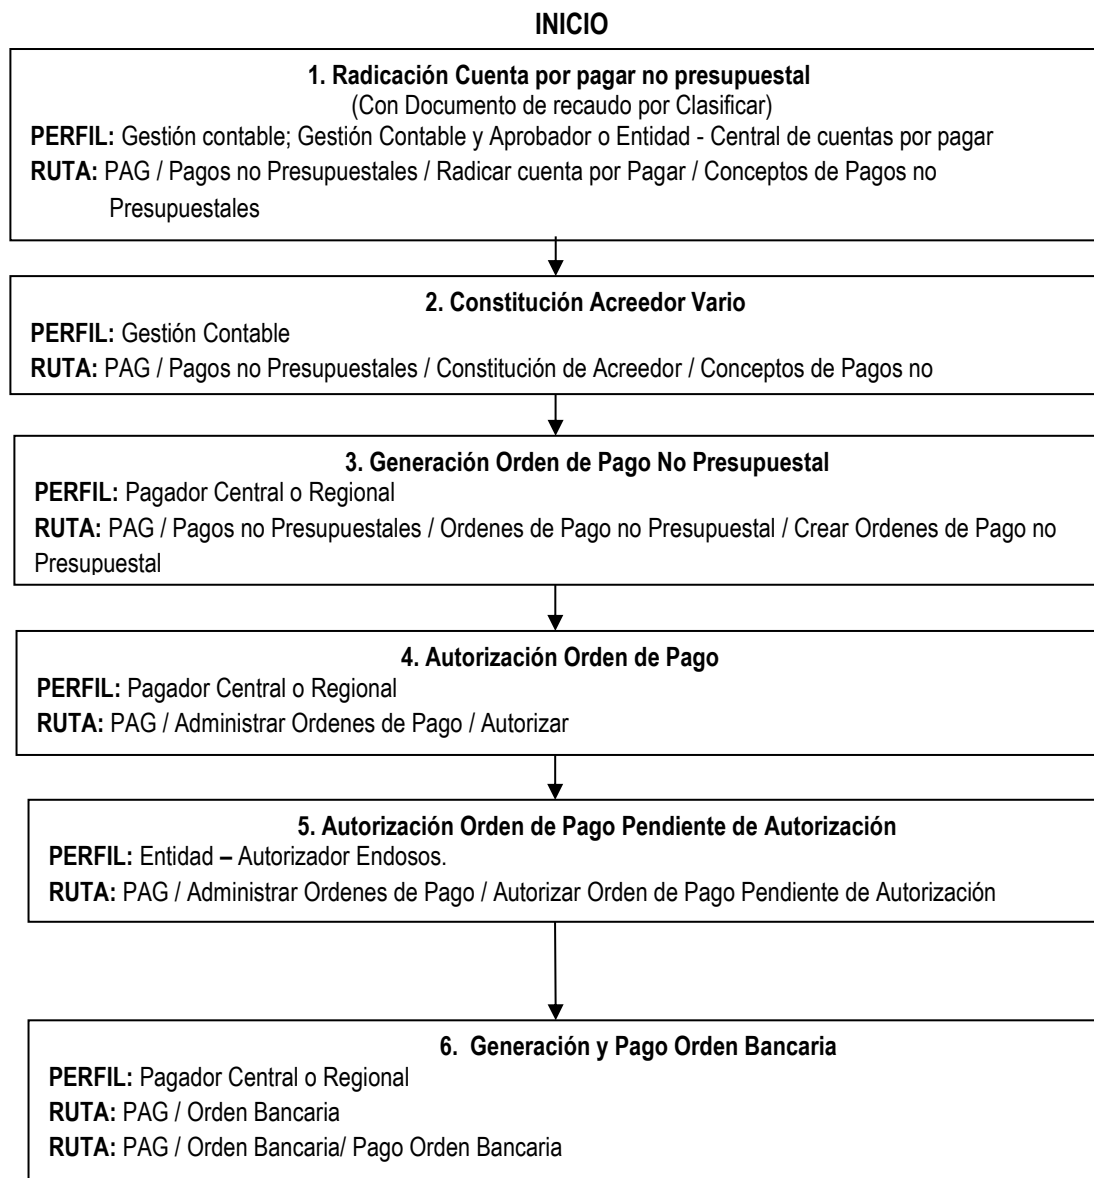 INICIO
1. Radicación Cuenta por pagar no presupuestal
(Con Documento de recaudo por Clasificar)
PERFIL: Gestión contable; Gestión Contable y Aprobador o Entidad - Central de cuentas por pagar
RUTA: PAG / Pagos no Presupuestales / Radicar cuenta por Pagar / Conceptos de Pagos no
Presupuestales
2. Constitución Acreedor Vario
PERFIL: Gestión Contable
RUTA: PAG / Pagos no Presupuestales / Constitución de Acreedor / Conceptos de Pagos no
3. Generación Orden de Pago No Presupuestal
PERFIL: Pagador Central o Regional
RUTA: PAG / Pagos no Presupuestales / Ordenes de Pago no Presupuestal / Crear Ordenes de Pago no
Presupuestal
4. Autorización Orden de Pago
PERFIL: Pagador Central o Regional
RUTA: PAG / Administrar Ordenes de Pago / Autorizar
5. Autorización Orden de Pago Pendiente de Autorización
PERFIL: Entidad – Autorizador Endosos.
RUTA: PAG / Administrar Ordenes de Pago / Autorizar Orden de Pago Pendiente de Autorización
6. Generación y Pago Orden Bancaria
PERFIL: Pagador Central o Regional
RUTA: PAG / Orden Bancaria
RUTA: PAG / Orden Bancaria/ Pago Orden Bancaria